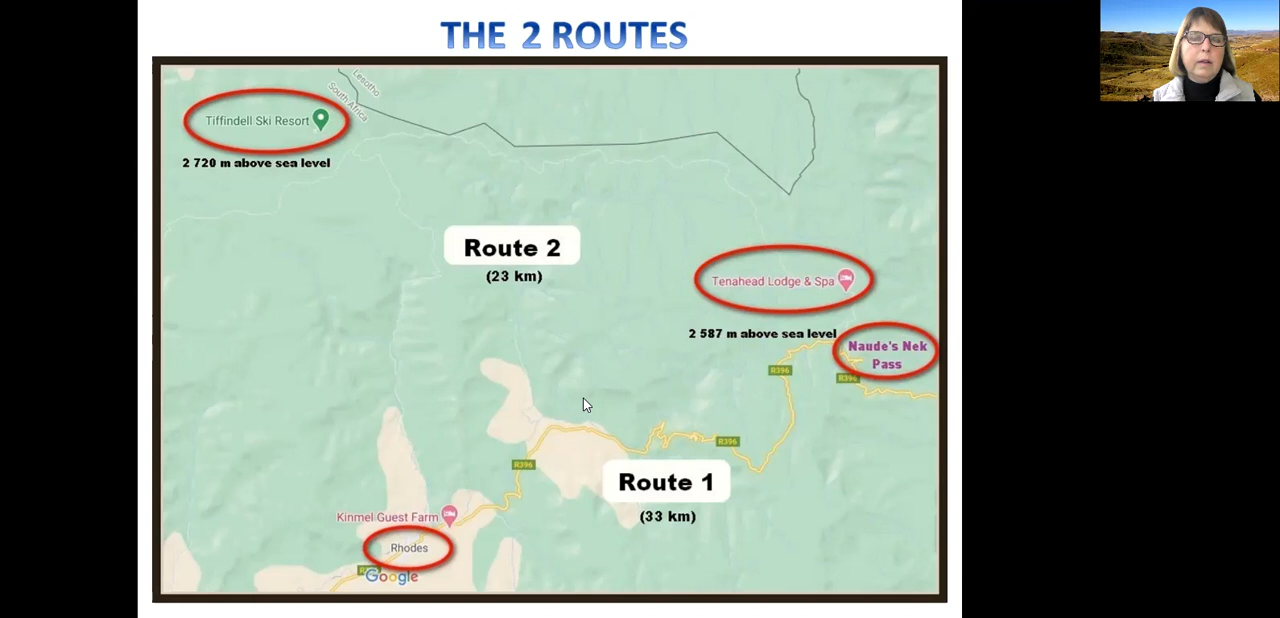 THE 2 ROUTES
Lesotho
South Africa
Tiffindell Ski Resort
2 720 m above sea level
Route 2
(23 km)
Tenahead Lodge & Spa
2 587 m above sea level
Naude's Nek
Pass
R396
R396
R396
R396
Route 1
(33 km)
Kinmel Guest Farm
Rhodes
Google